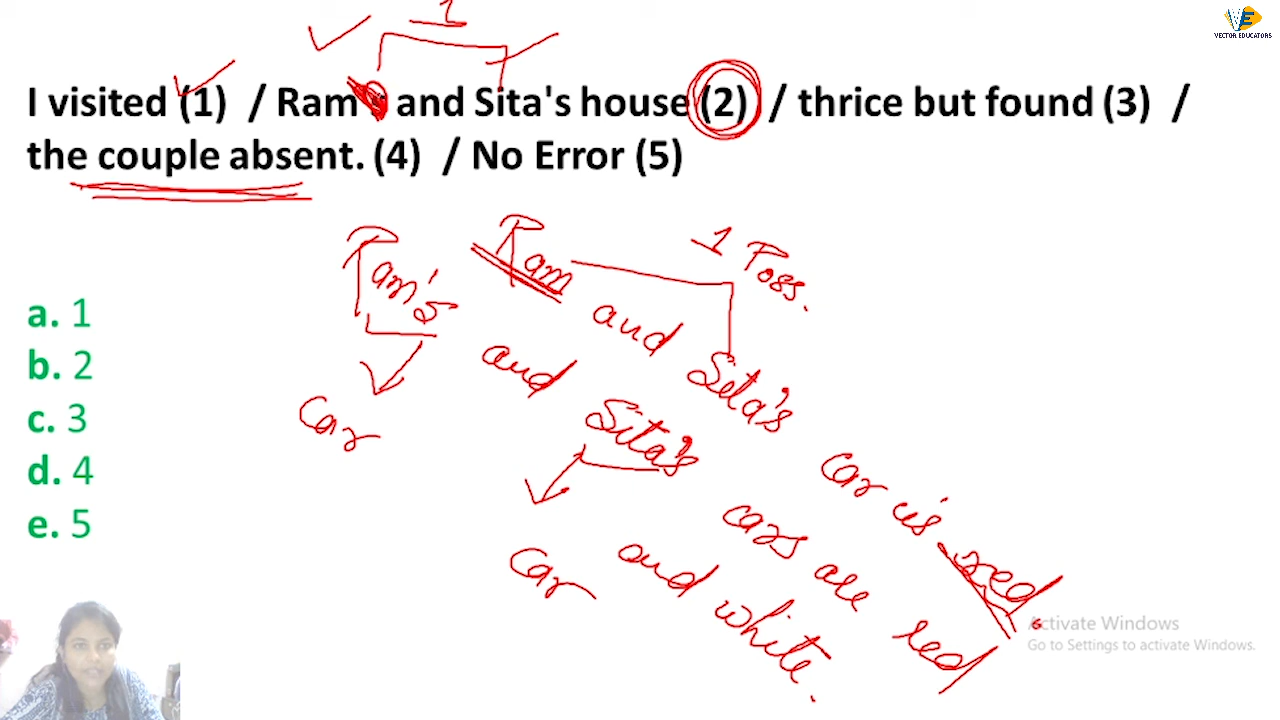 VECTOR EDUCATORS
1
I visited (1) / Ram and Sita's house (2) / thrice but found (3) /
the couple absent. (4) / No Error (5)
Ram and Sita's car is red.
1 Poss.
Ram's and Sita's cars are red
and white.
Car
Car
a. 1
b. 2
c. 3
d. 4
e. 5
Activate Windows
Go to Settings to activate Windows.